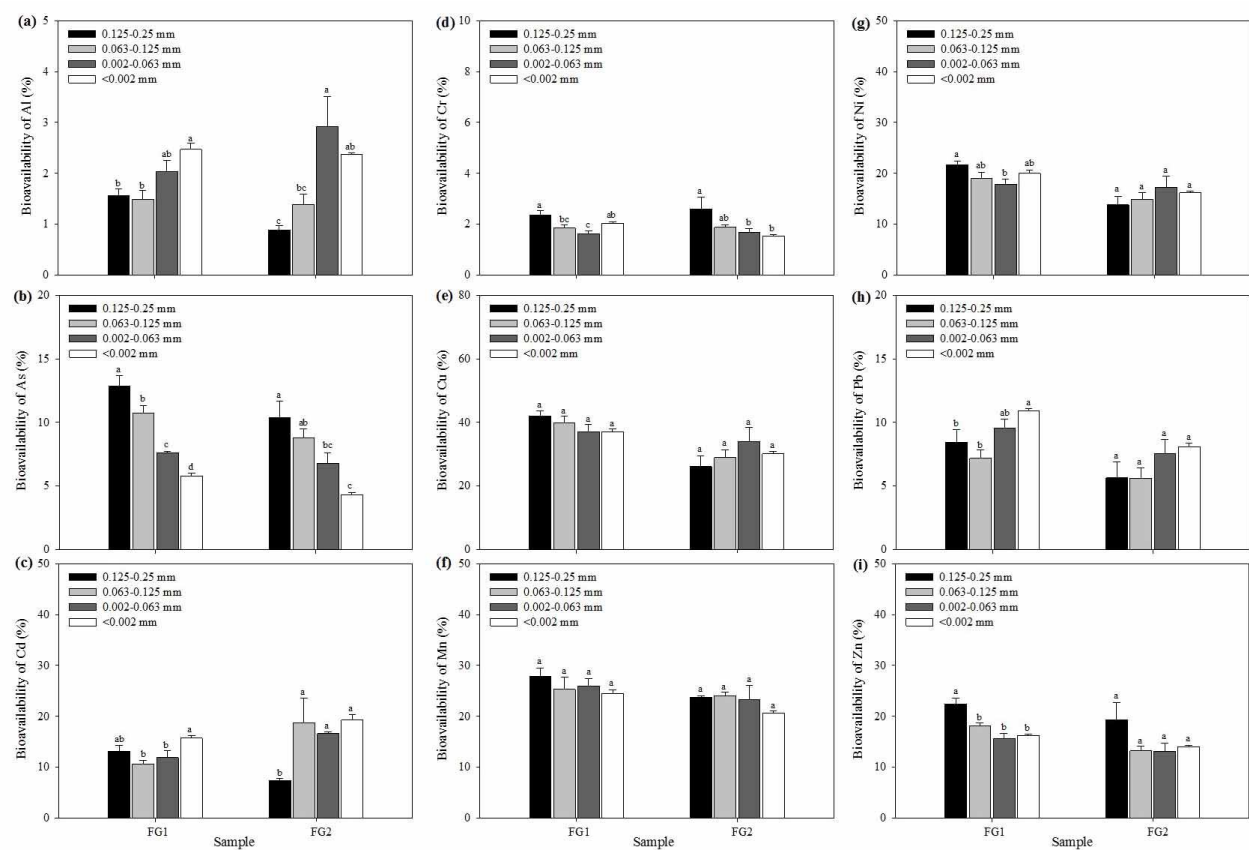 (a)
5
4
3
2
1
0
Bioavailability of Al (%)
0.125-0.25 mm
0.063-0.125 mm
0.002-0.063 mm
<0.002 mm
b
b
ab
a
c
bc
a
ab
(d)
10
8
6
4
2
0
Bioavailability of Cr (%)
0.125-0.25 mm
0.063-0.125 mm
0.002-0.063 mm
<0.002 mm
a
bc
c
ab
a
ab
b
b
(g)
50
40
30
20
10
0
Bioavailability of Ni (%)
0.125-0.25 mm
0.063-0.125 mm
0.002-0.063 mm
<0.002 mm
a
ab
b
ab
a
a
a
a
(b)
20
15
10
5
0
Bioavailability of As (%)
0.125-0.25 mm
0.063-0.125 mm
0.002-0.063 mm
<0.002 mm
a
b
c
d
a
ab
bc
c
(e)
80
60
40
20
0
Bioavailability of Cu (%)
0.125-0.25 mm
0.063-0.125 mm
0.002-0.063 mm
<0.002 mm
a
a
a
a
a
a
a
a
(h)
20
15
10
5
0
Bioavailability of Pb (%)
0.125-0.25 mm
0.063-0.125 mm
0.002-0.063 mm
<0.002 mm
b
b
ab
a
a
a
a
a
(c)
50
40
30
20
10
0
Bioavailability of Cd (%)
0.125-0.25 mm
0.063-0.125 mm
0.002-0.063 mm
<0.002 mm
ab
b
b
a
b
a
a
a
FG1
FG2
Sample
(f)
50
40
30
20
10
0
Bioavailability of Mn (%)
0.125-0.25 mm
0.063-0.125 mm
0.002-0.063 mm
<0.002 mm
a
a
a
a
a
a
a
a
FG1
FG2
Sample
(i)
50
40
30
20
10
0
Bioavailability of Zn (%)
0.125-0.25 mm
0.063-0.125 mm
0.002-0.063 mm
<0.002 mm
a
b
b
b
a
a
a
a
FG1
FG2
Sample